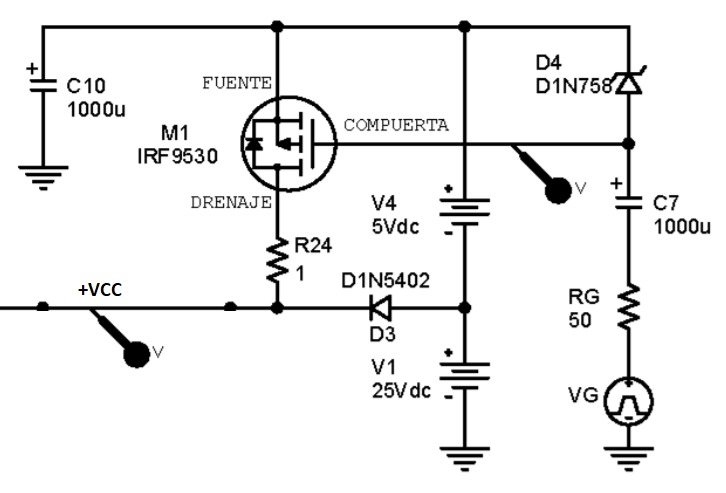 C10
1000u
FUENTE
M1
IRF9530
DRENAJE
COMPUERTA
D4
D1N758
V4
5Vdc
V
C7
1000u
R24
1
+VCC
V
D1N5402
D3
V1
25Vdc
RG
50
VG